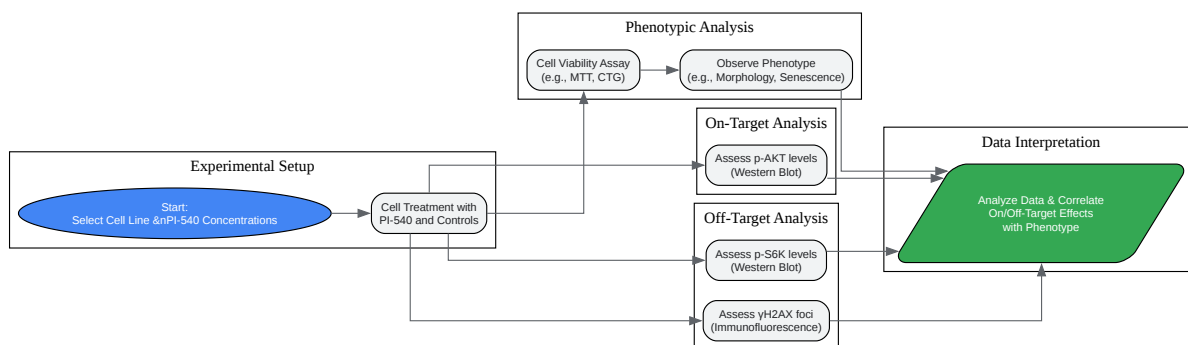 Phenotypic Analysis
Cell Viability Assay
(e.g., MTT, CTG)
Observe Phenotype
(e.g., Morphology, Senescence)
On-Target Analysis
Assess p-AKT levels
(Western Blot)
Data Interpretation
Analyze Data & Correlate
On/Off-Target Effects
with Phenotype
Experimental Setup
Start:
Select Cell Line &nPI-540 Concentrations
Cell Treatment with
PI-540 and Controls
Off-Target Analysis
Assess p-S6K levels
(Western Blot)
Assess γH2AX foci
(Immunofluorescence)